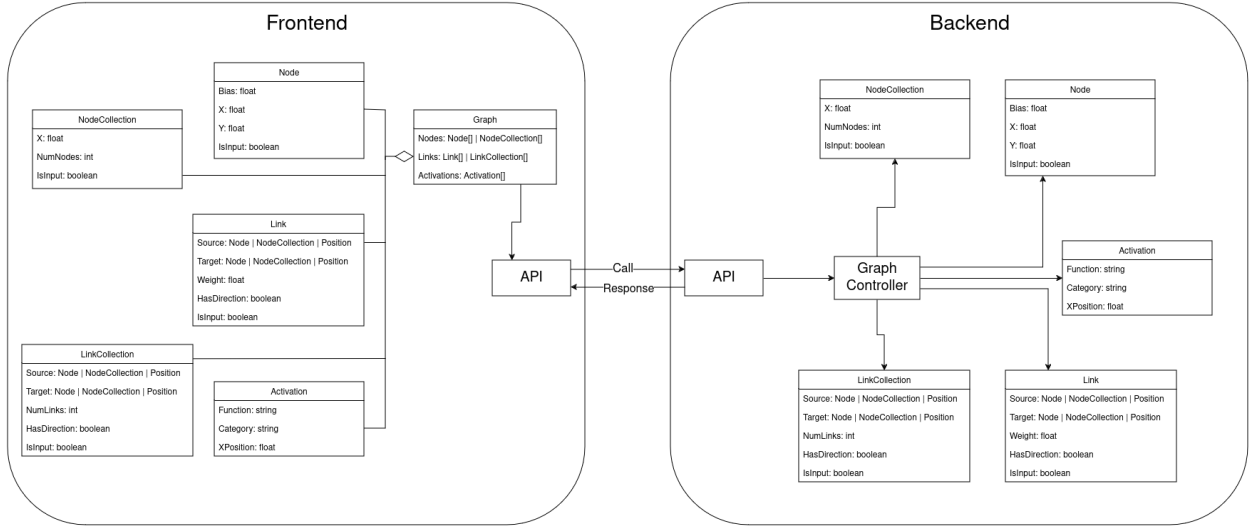 Frontend
Node
Bias: float
X: float
Y: float
IsInput: boolean
NodeCollection
X: float
NumNodes: int
IsInput: boolean
Graph
Nodes: Node[] | NodeCollection[]
Links: Link[] | LinkCollection[]
Activations: Activation[]
Link
Source: Node | NodeCollection | Position
Target: Node | NodeCollection | Position
Weight: float
HasDirection: boolean
IsInput: boolean
LinkCollection
Source: Node | NodeCollection | Position
Target: Node | NodeCollection | Position
NumLinks: int
HasDirection: boolean
IsInput: boolean
Activation
Function: string
Category: string
XPosition: float
API
Call
Response
Backend
API
Graph
Controller
NodeCollection
X: float
NumNodes: int
IsInput: boolean
Node
Bias: float
X: float
Y: float
IsInput: boolean
Activation
Function: string
Category: string
XPosition: float
LinkCollection
Source: Node | NodeCollection | Position
Target: Node | NodeCollection | Position
NumLinks: int
HasDirection: boolean
IsInput: boolean
Link
Source: Node | NodeCollection | Position
Target: Node | NodeCollection | Position
Weight: float
HasDirection: boolean
IsInput: boolean